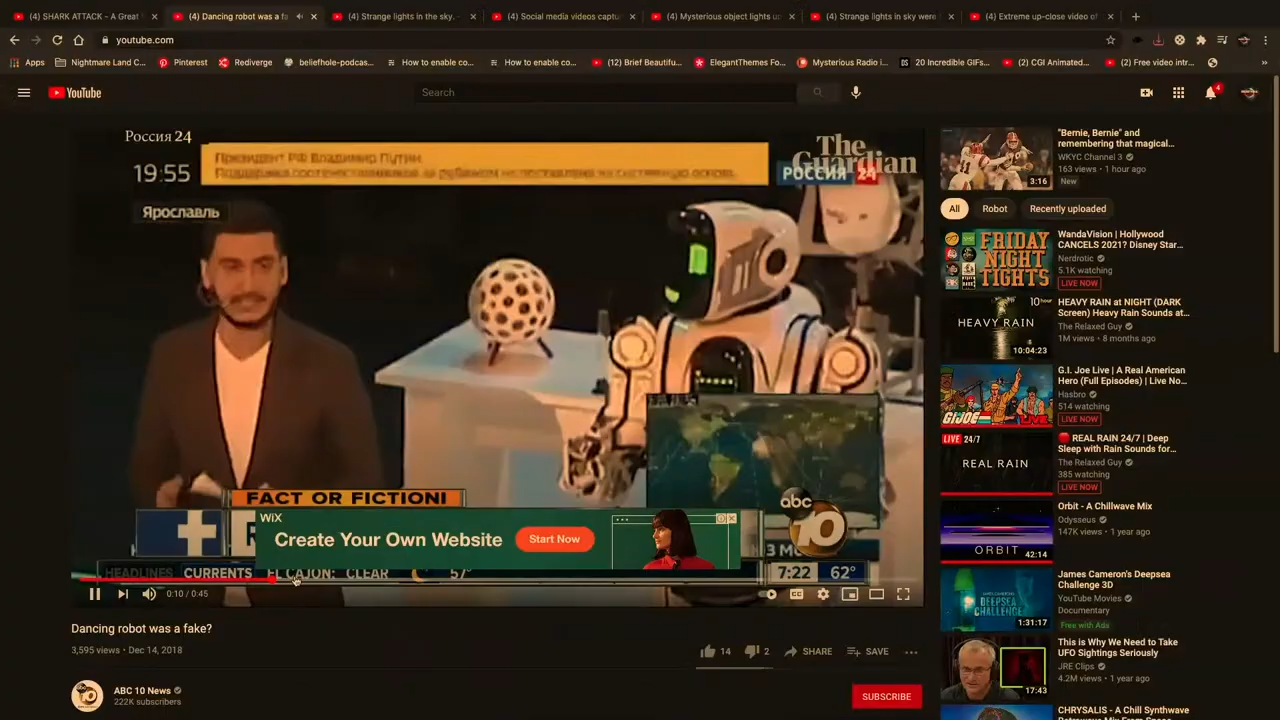 (4) SHARK ATTACK - A Great
(4) Dancing robot was a fa
(4) Strange lights in the sky.
(4) Social media videos captu
(4) Mysterious object lights u
(4) Strange lights in sky were
(4) Extreme up-close video of
youtube.com
Apps
Nightmare Land C...
Pinterest
Rediverge
beliefhole-podcas...
How to enable co...
How to enable co...
(12) Brief Beautifu...
ElegantThemes Fo...
Mysterious Radio i...
20 Incredible GIFs...
(2) CGI Animated...
(2) Free video intr...
YouTube
Search
4
Россия 24
19:55
Президент РФ Владимир Путин:
The Guardian
РОССИЯ 24
Ярославль
FACT OR FICTION!
WiX
Create Your Own Website
Start Now
abc 10
HEADLINES CURRENTS EL CAJON: CLEAR 57°
7:22 62°
0:10 / 0:45
Dancing robot was a fake?
3,595 views • Dec 14, 2018
14
2
SHARE
SAVE
ABC 10 News
222K subscribers
SUBSCRIBE
"Bernie, Bernie" and
remembering that magical...
WKYC Channel 3
163 views • 1 hour ago
New
3:16
All
Robot
Recently uploaded
FRIDAY NIGHT TIGHTS
WandaVision | Hollywood
CANCELS 2021? Disney Star...
Nerdrotic
5.1K watching
LIVE NOW
10hour
HEAVY RAIN
10:04:23
HEAVY RAIN at NIGHT (DARK
Screen) Heavy Rain Sounds at...
The Relaxed Guy
1M views • 8 months ago
G.I.JOE LIVE
G.I. Joe Live | A Real American
Hero (Full Episodes) | Live No...
Hasbro
514 watching
LIVE NOW
LIVE 24/7
REAL RAIN
REAL RAIN 24/7 | Deep
Sleep with Rain Sounds for...
The Relaxed Guy
385 watching
LIVE NOW
ORBIT
42:14
Orbit - A Chillwave Mix
Odysseus
147K views • 1 year ago
DEEPSEA CHALLENGE
1:31:17
James Cameron's Deepsea
Challenge 3D
YouTube Movies
Documentary
Free with Ads
17:43
This is Why We Need to Take
UFO Sightings Seriously
JRE Clips
4.2M views • 1 year ago
CHRYSALIS - A Chill Synthwave